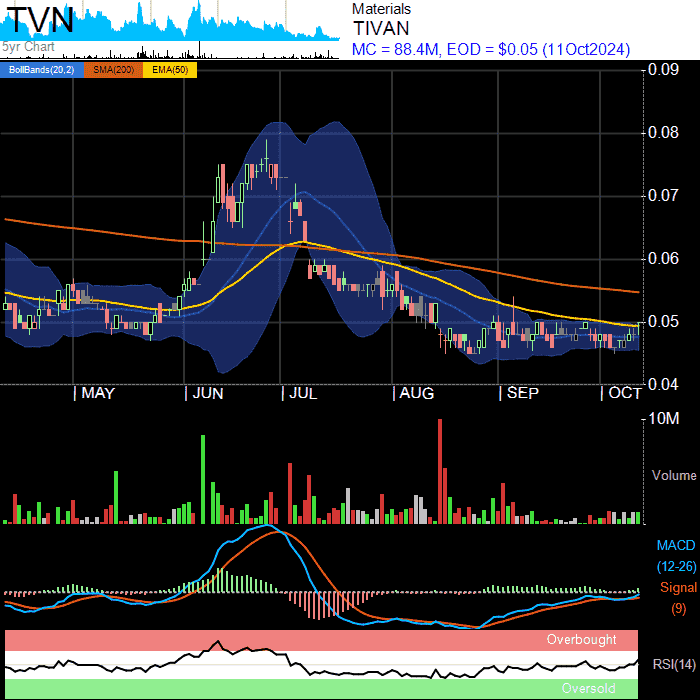 TVN
5yr Chart
Materials
TIVAN
MC = 88.4M, EOD = $0.05 (11Oct2024)
BollBands(20,2) SMA(200) EMA(50)
0.09
0.08
0.07
0.06
0.05
0.04
MAY JUN JUL AUG SEP OCT
10M
Volume
MACD
(12-26)
Signal
(9)
Overbought
RSI(14)
Oversold